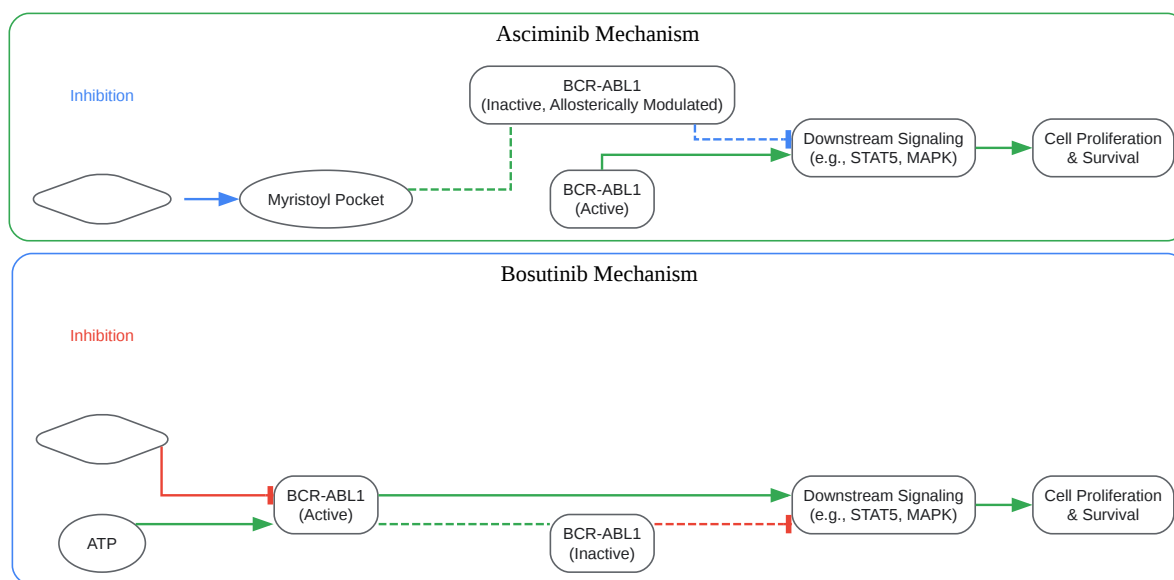 Asciminib Mechanism
Inhibition
BCR-ABL1
(Inactive, Allosterically Modulated)
Downstream Signaling
(e.g., STAT5, MAPK)
Cell Proliferation
& Survival
Myristoyl Pocket
BCR-ABL1
(Active)
Bosutinib Mechanism
Inhibition
BCR-ABL1
(Active)
Downstream Signaling
(e.g., STAT5, MAPK)
Cell Proliferation
& Survival
ATP
BCR-ABL1
(Inactive)